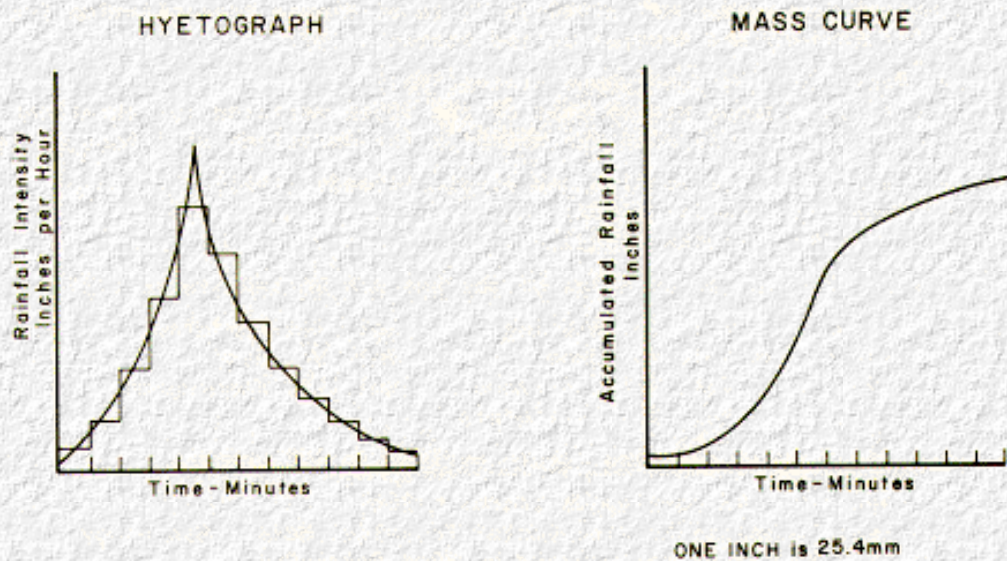 HYETOGRAPH
Rainfall Intensity
Inches per Hour
Time-Minutes
MASS CURVE
Accumulated Rainfall
Inches
Time-Minutes
ONE INCH is 25.4mm